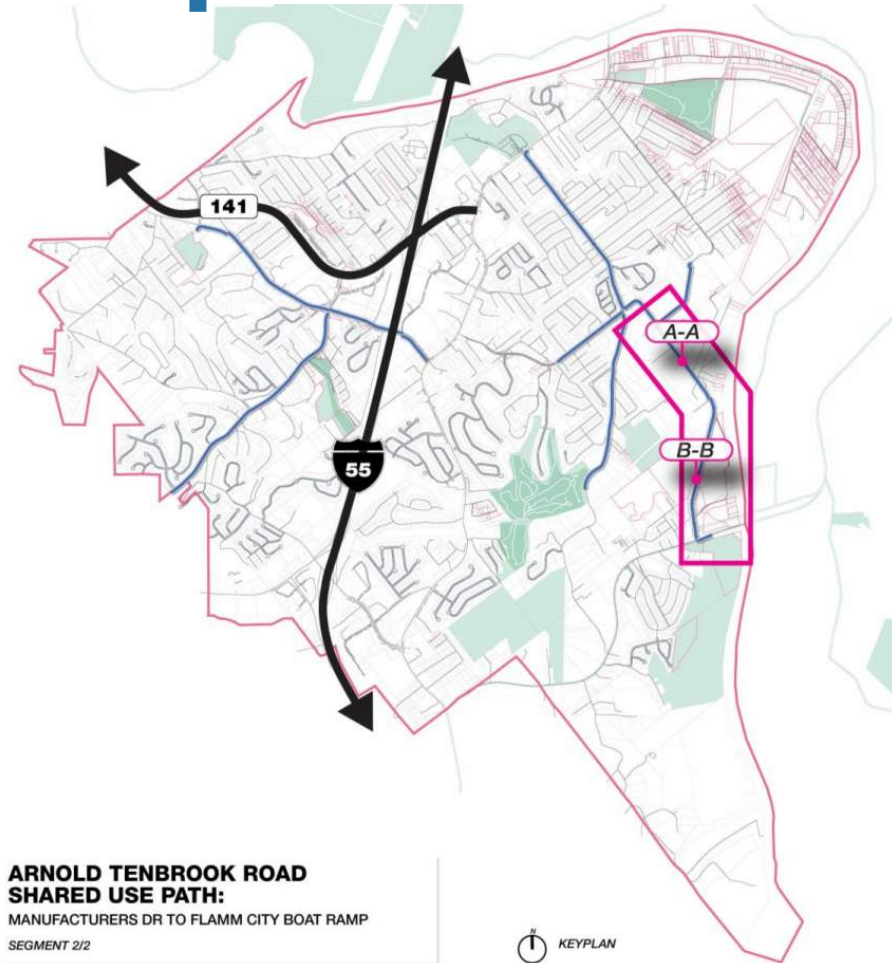 141
A-A
B-B
55
ARNOLD TENBROOK ROAD
SHARED USE PATH:
MANUFACTURERS DR TO FLAMM CITY BOAT RAMP
SEGMENT 2/2
N
KEYPLAN